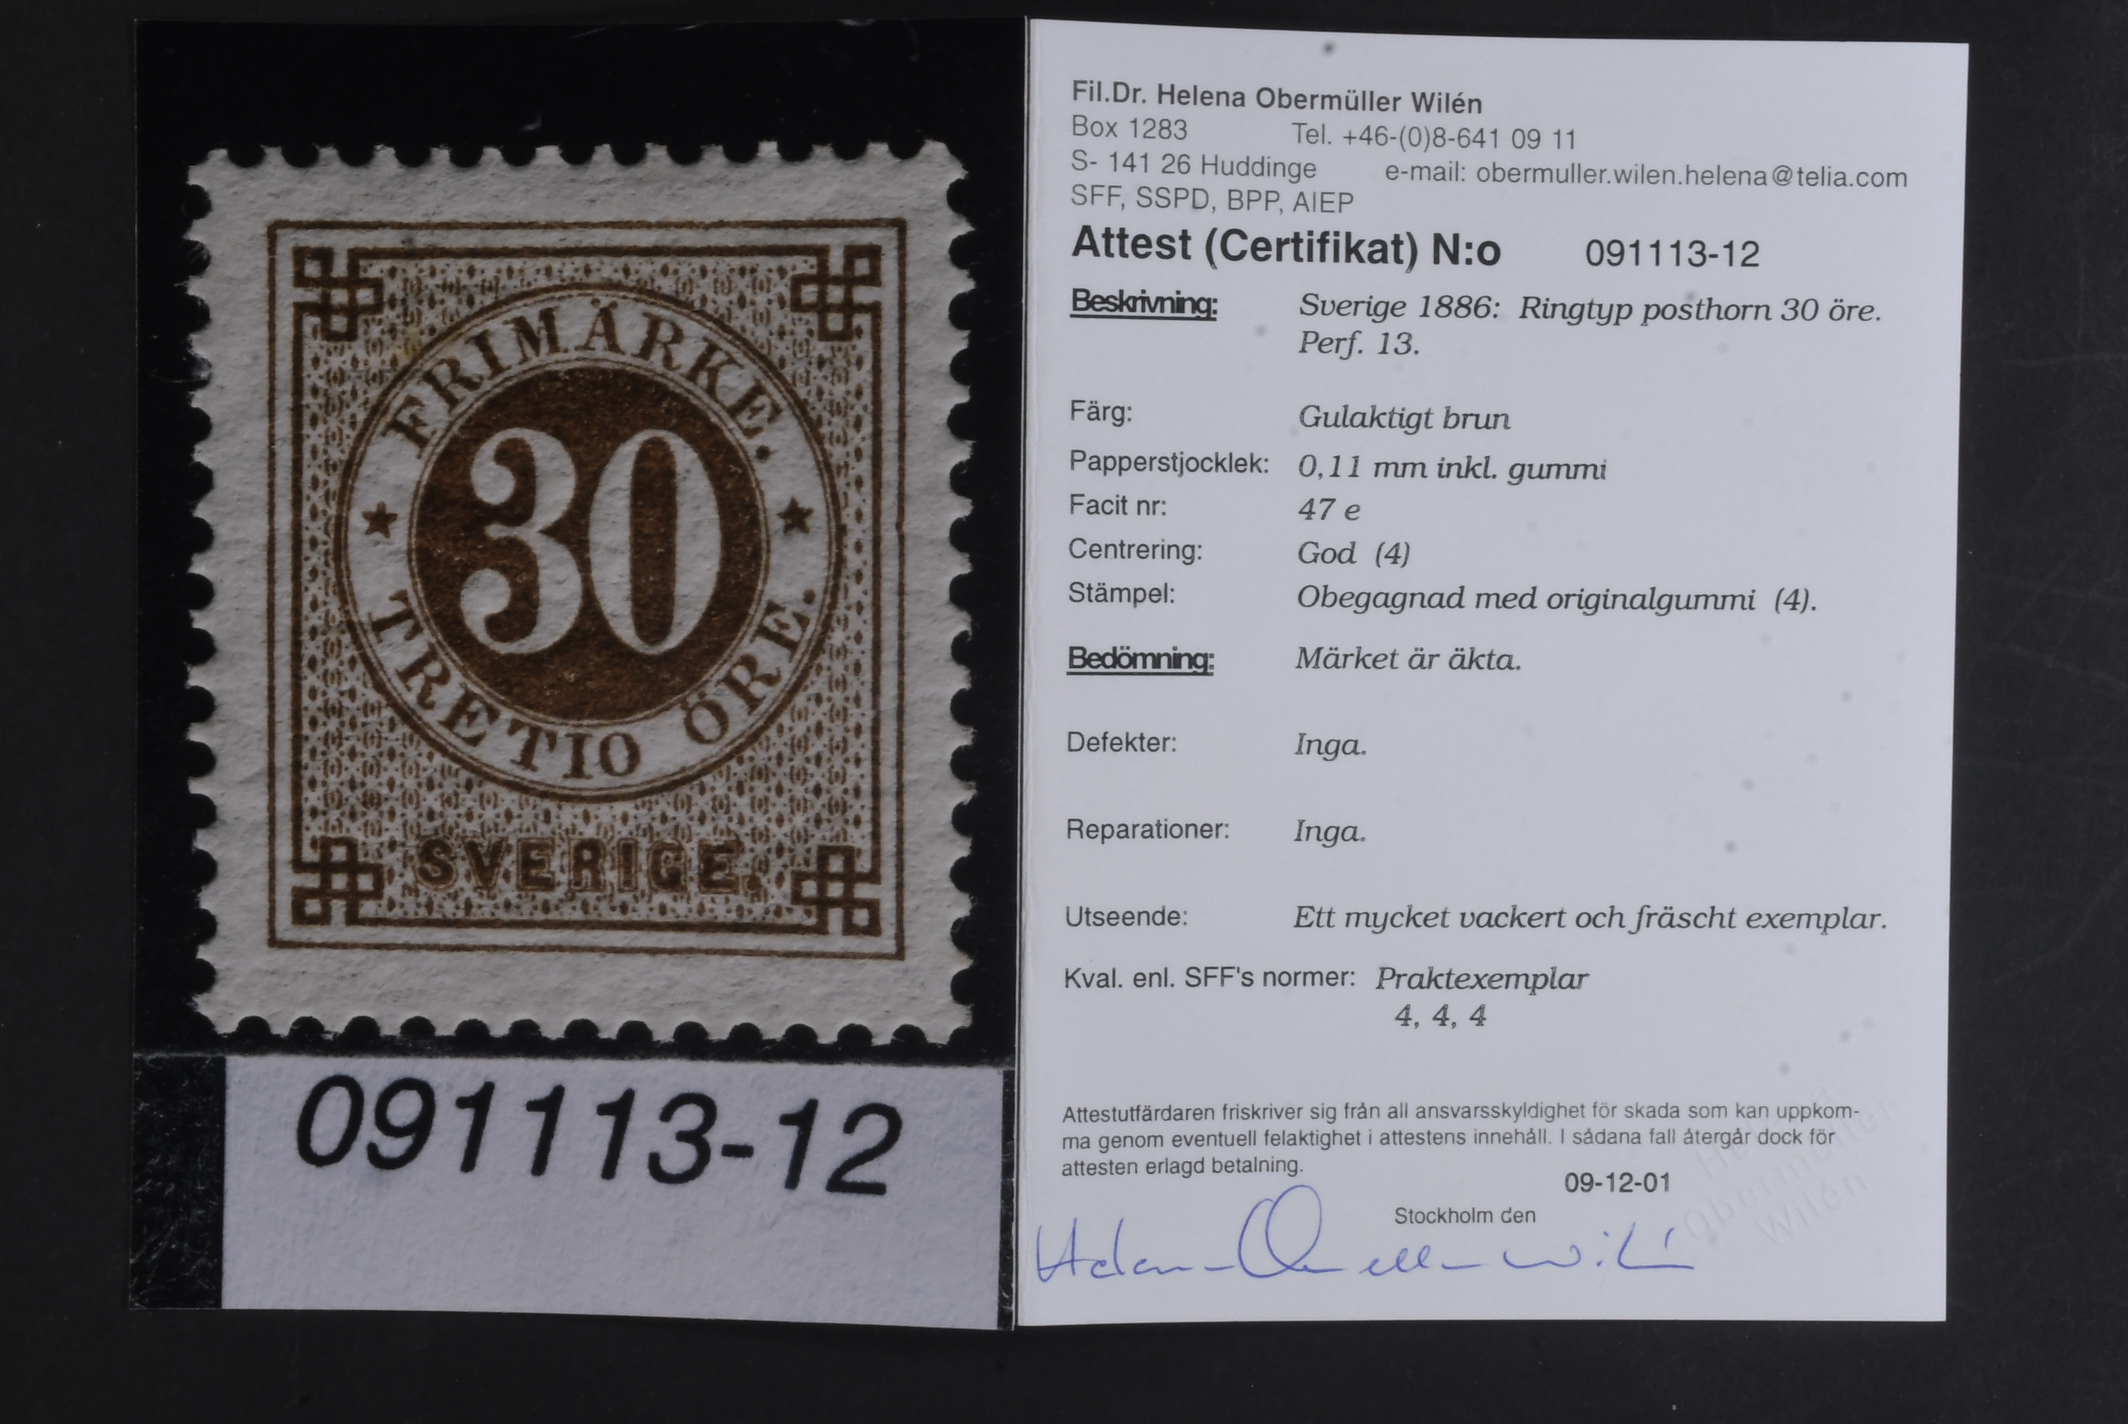 FRIMÄRKE.
30
TRETIO ÖRE.
SVERIGE.
091113-12
Fil.Dr. Helena Obermüller Wilén
Box 1283 Tel. +46-(0)8-641 09 11
S- 141 26 Huddinge e-mail: obermuller.wilen.helena@telia.com
SFF, SSPD, BPP, AIEP
Attest (Certifikat) N:o 091113-12
Beskrivning: Sverige 1886: Ringtyp posthorn 30 öre.
Perf. 13.
Färg: Gulaktigt brun
Papperstjocklek: 0,11 mm inkl. gummi
Facit nr: 47 e
Centrering: God (4)
Stämpel: Obegagnad med originalgummi (4).
Bedömning: Märket är äkta.
Defekter: Inga.
Reparationer: Inga.
Utseende: Ett mycket vackert och fräscht exemplar.
Kval. enl. SFF's normer: Praktexemplar
4, 4, 4
Attestutfärdaren friskriver sig från all ansvarsskyldighet för skada som kan uppkom-
ma genom eventuell felaktighet i attestens innehåll. I sådana fall återgår dock för
attesten erlagd betalning.
09-12-01
Stockholm den
Helena Obermüller Wilén
Helena
Obermüller
Wilén